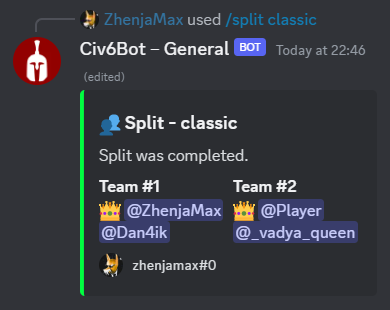 ZhenjaMax used /split classic
Civ6Bot – General BOT Today at 22:46
(edited)
Split - classic
Split was completed.
Team #1 Team #2
@ZhenjaMax @Player
@Dan4ik @_vadya_queen
zhenjamax#0